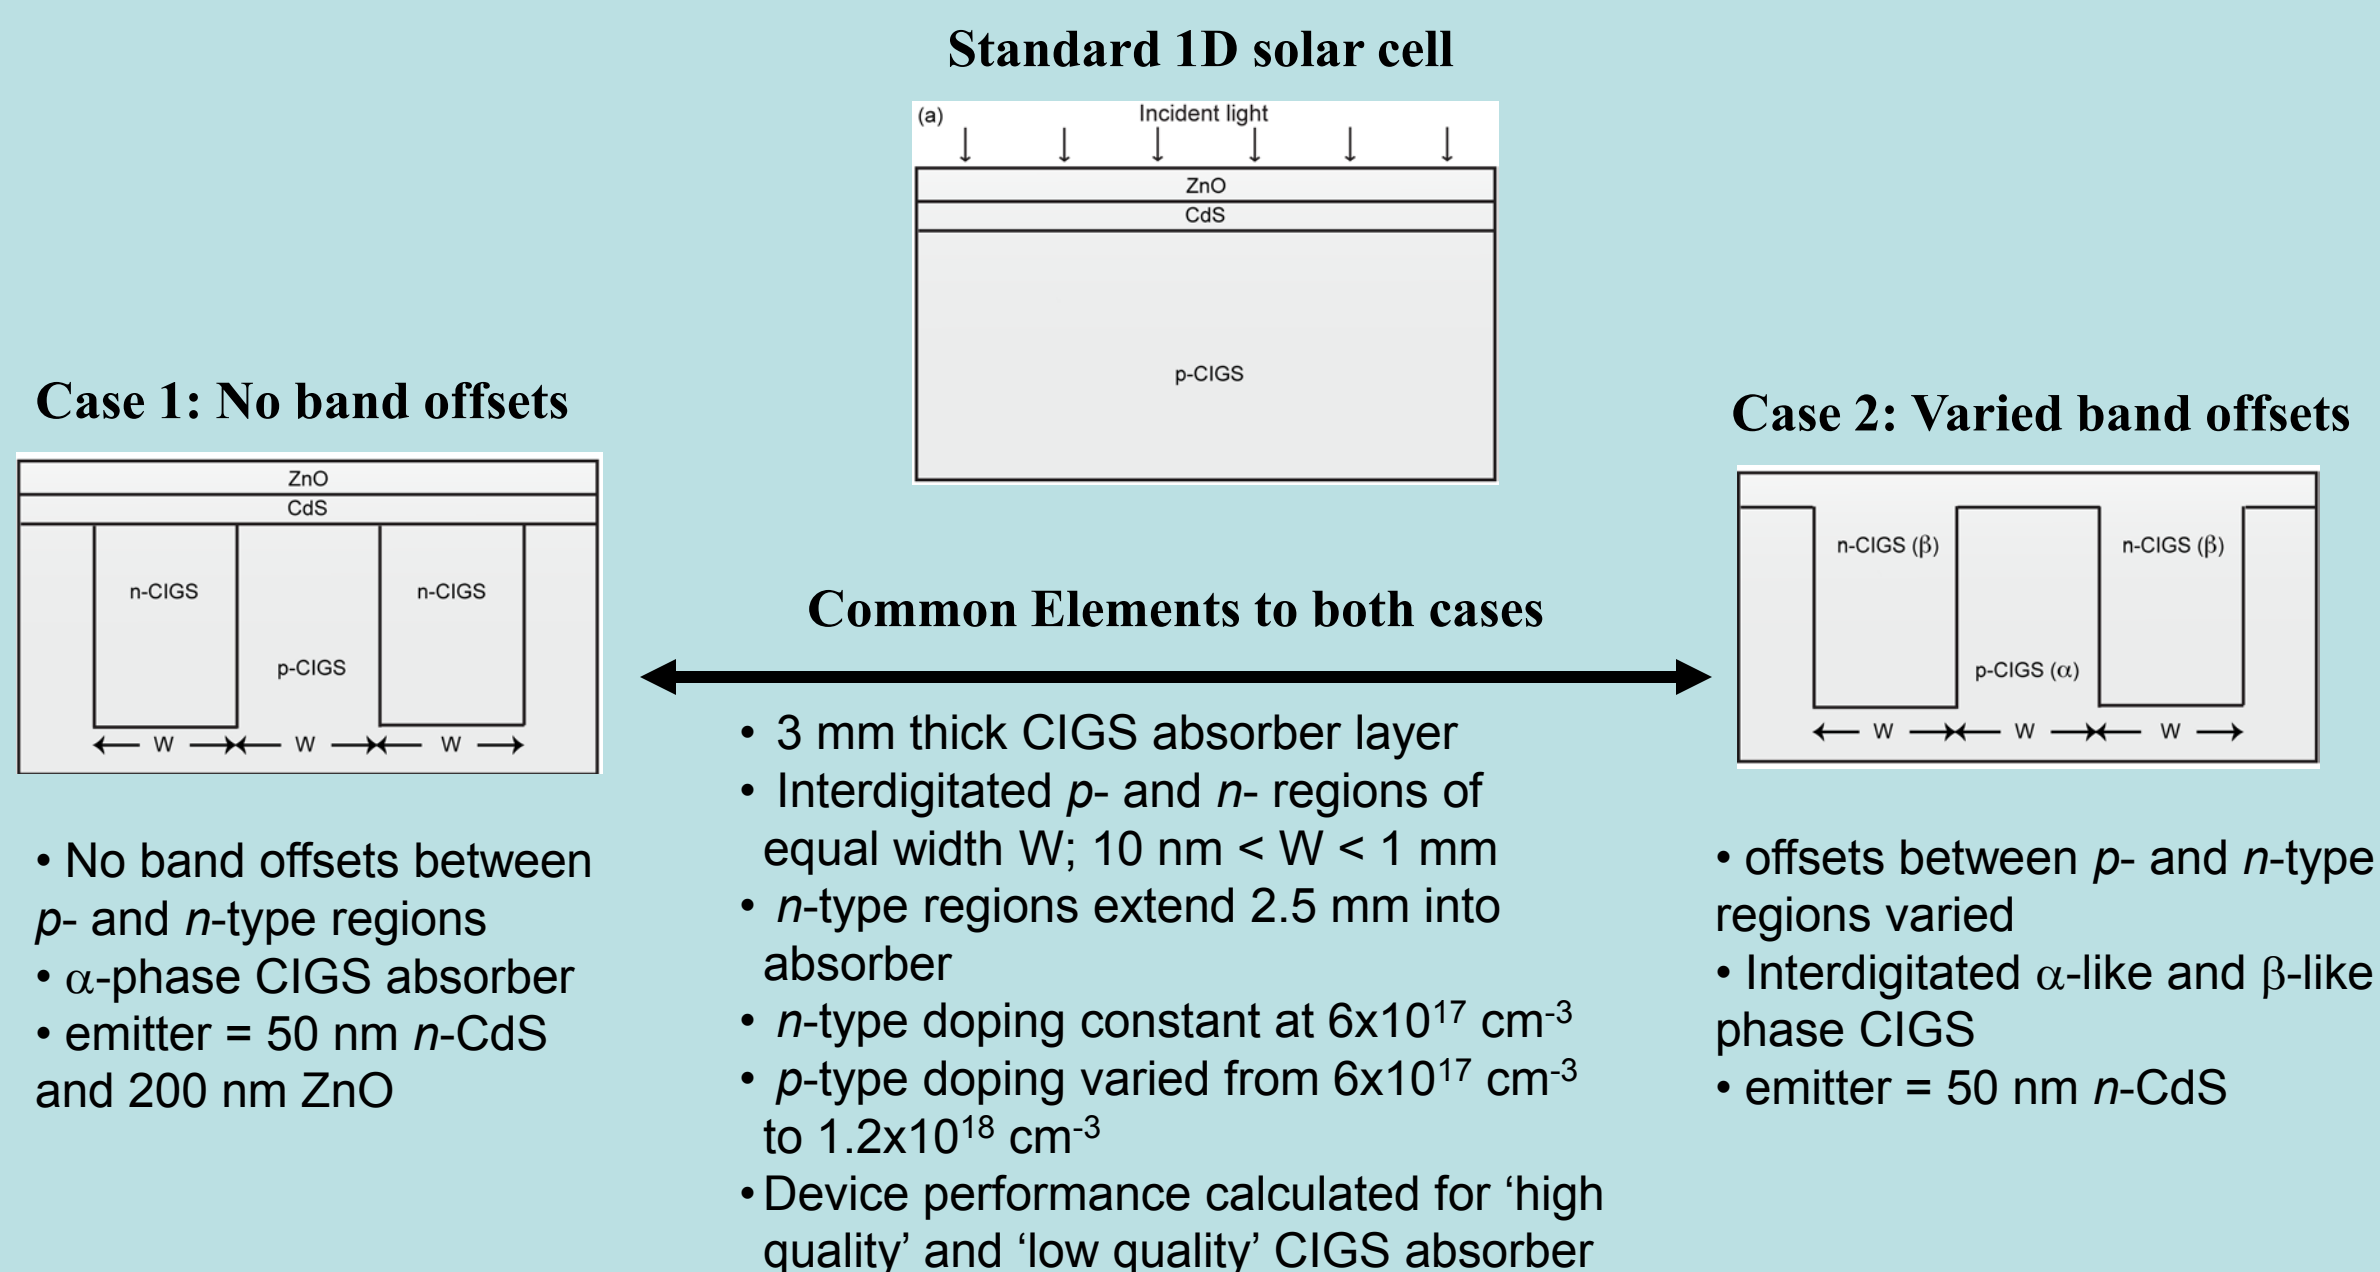 Standard 1D solar cell
(a)
Incident light
ZnO
CdS
p-CIGS
Case 1: No band offsets
ZnO
CdS
n-CIGS
n-CIGS
p-CIGS
W
W
W
• No band offsets between
p- and n-type regions
• α-phase CIGS absorber
• emitter = 50 nm n-CdS
and 200 nm ZnO
Common Elements to both cases
• 3 mm thick CIGS absorber layer
• Interdigitated p- and n- regions of
equal width W; 10 nm < W < 1 mm
• n-type regions extend 2.5 mm into
absorber
• n-type doping constant at 6x10¹⁷ cm⁻³
• p-type doping varied from 6x10¹⁷ cm⁻³
to 1.2x10¹⁸ cm⁻³
• Device performance calculated for ‘high
quality’ and ‘low quality’ CIGS absorber
Case 2: Varied band offsets
n-CIGS (β)
n-CIGS (β)
p-CIGS (α)
W
W
W
• offsets between p- and n-type
regions varied
• Interdigitated α-like and β-like
phase CIGS
• emitter = 50 nm n-CdS